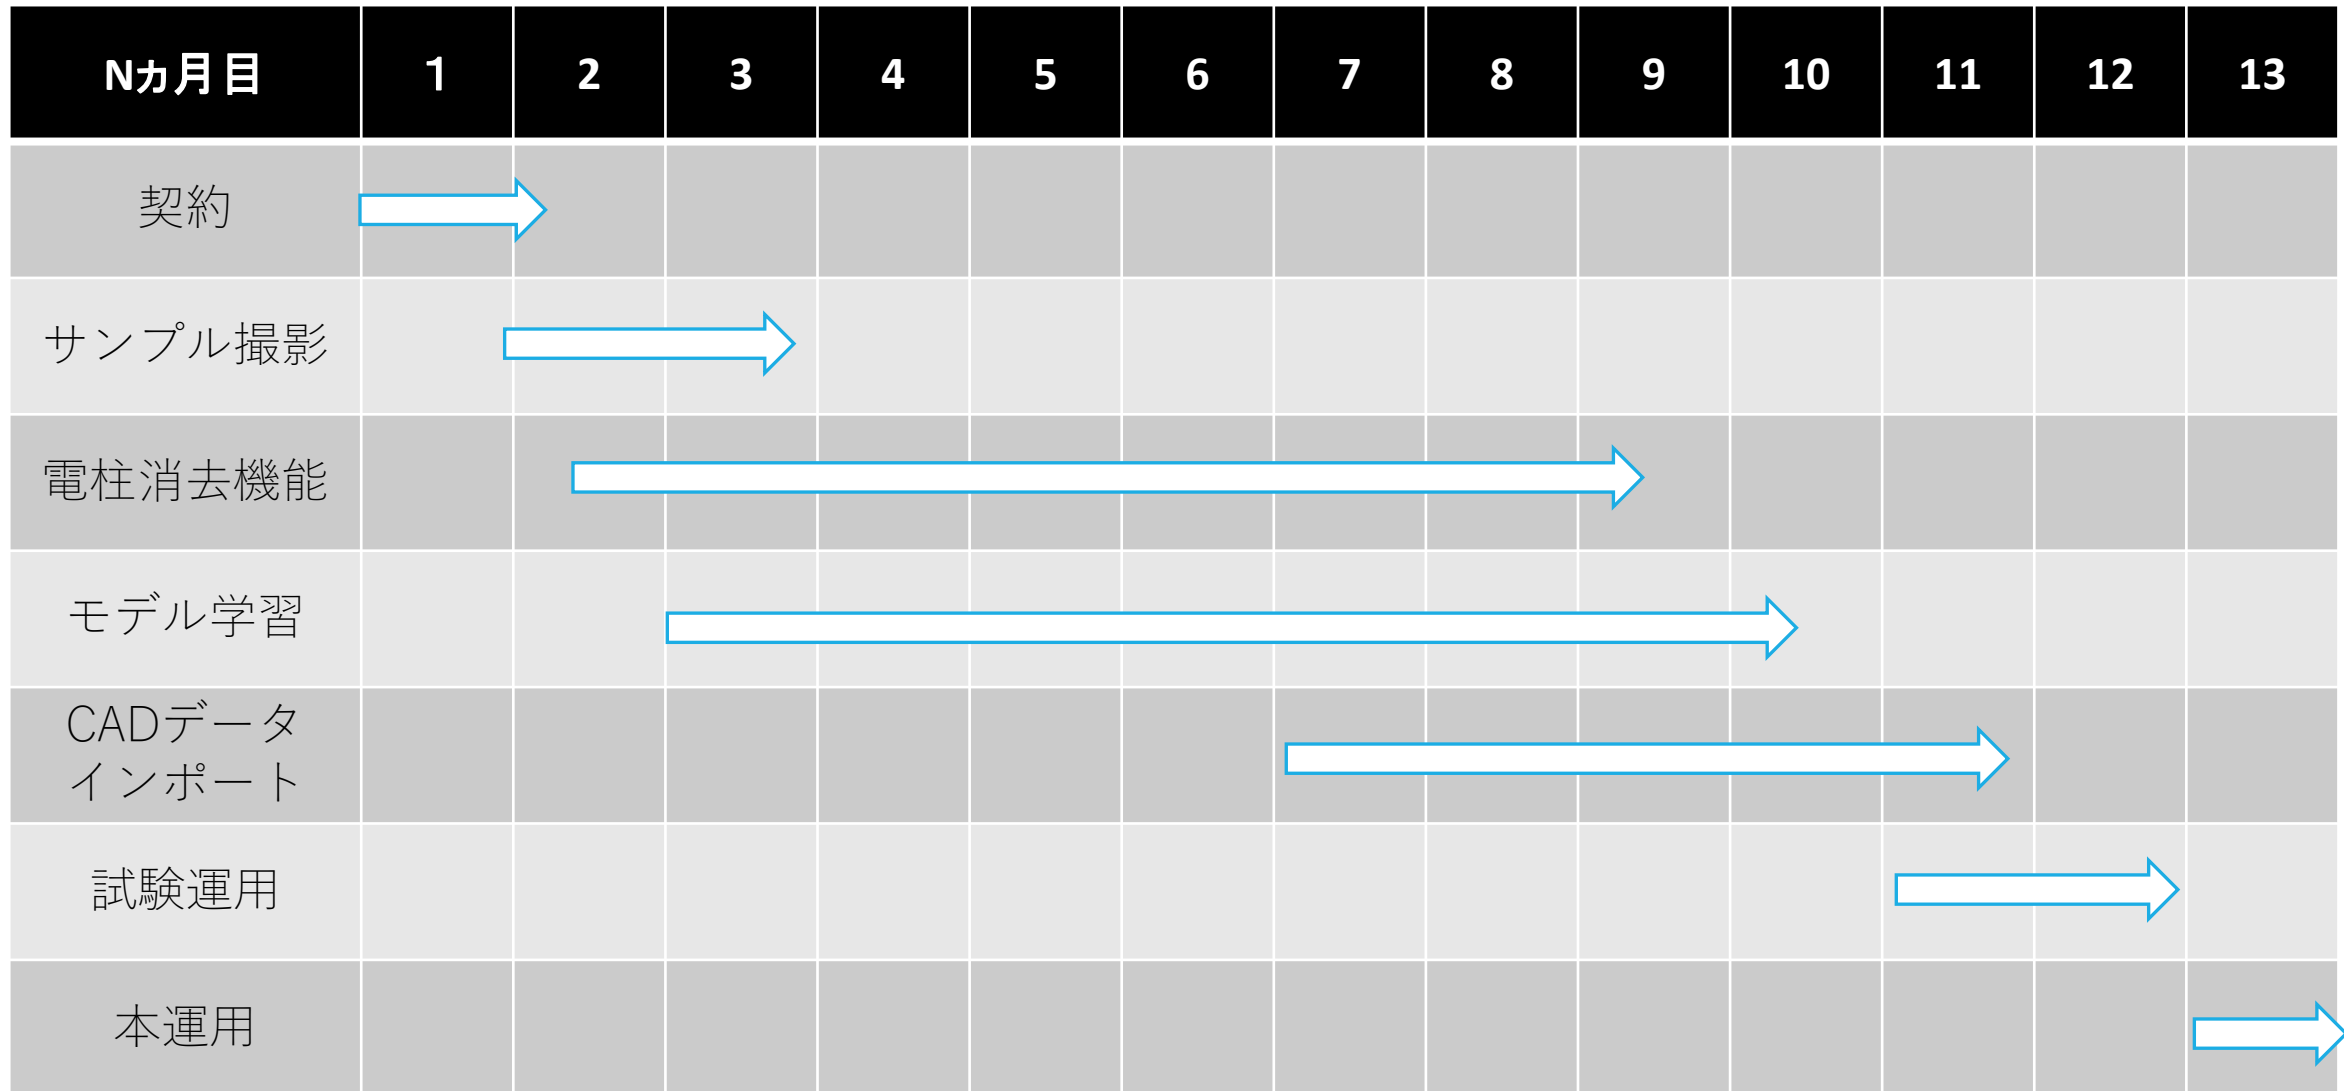 Nヵ月目 1 2 3 4 5 6 7 8 9 10 11 12 13
契約
サンプル撮影
電柱消去機能
モデル学習
CADデータ
インポート
試験運用
本運用